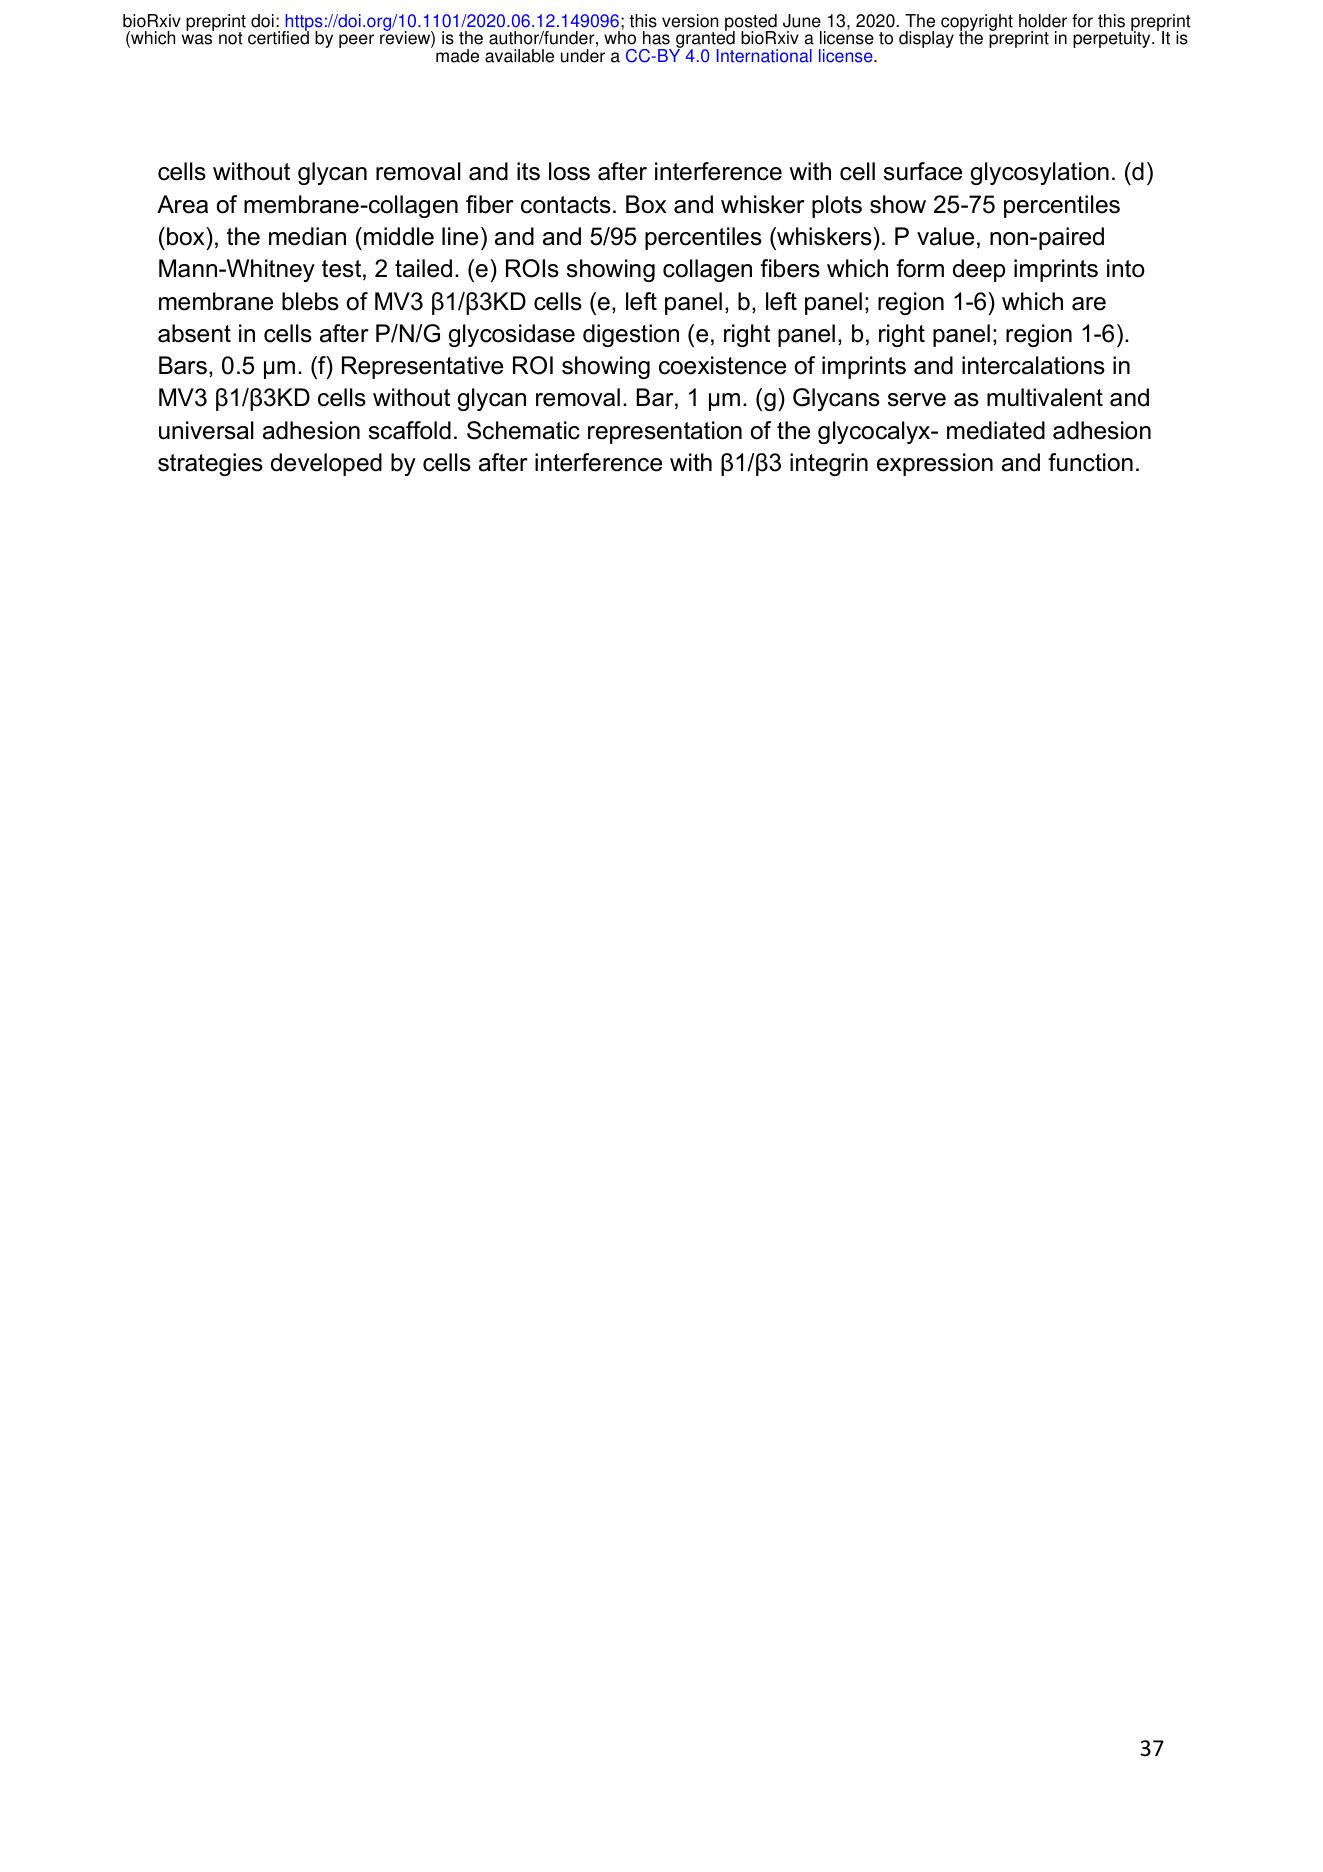 bioRxiv preprint doi: https://doi.org/10.1101/2020.06.12.149096; this version posted June 13, 2020. The copyright holder for this preprint
(which was not certified by peer review) is the author/funder, who has granted bioRxiv a license to display the preprint in perpetuity. It is
made available under a CC-BY 4.0 International license.
cells without glycan removal and its loss after interference with cell surface glycosylation. (d)
Area of membrane-collagen fiber contacts. Box and whisker plots show 25-75 percentiles
(box), the median (middle line) and and 5/95 percentiles (whiskers). P value, non-paired
Mann-Whitney test, 2 tailed. (e) ROIs showing collagen fibers which form deep imprints into
membrane blebs of MV3 β1/β3KD cells (e, left panel, b, left panel; region 1-6) which are
absent in cells after P/N/G glycosidase digestion (e, right panel, b, right panel; region 1-6).
Bars, 0.5 µm. (f) Representative ROI showing coexistence of imprints and intercalations in
MV3 β1/β3KD cells without glycan removal. Bar, 1 µm. (g) Glycans serve as multivalent and
universal adhesion scaffold. Schematic representation of the glycocalyx- mediated adhesion
strategies developed by cells after interference with β1/β3 integrin expression and function.
37